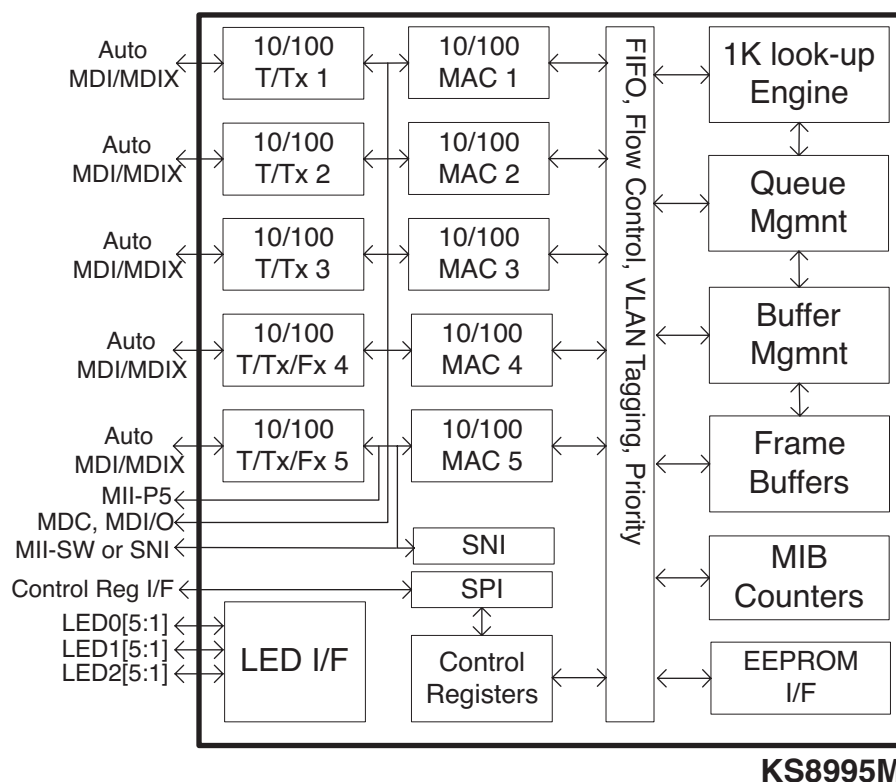 Auto
MDI/MDIX
10/100
T/Tx 1
10/100
MAC 1
FIFO, Flow Control, VLAN Tagging, Priority
1K look-up
Engine
Auto
MDI/MDIX
10/100
T/Tx 2
10/100
MAC 2
Queue
Mgmnt
Auto
MDI/MDIX
10/100
T/Tx 3
10/100
MAC 3
Auto
MDI/MDIX
10/100
T/Tx/Fx 4
10/100
MAC 4
Buffer
Mgmnt
Auto
MDI/MDIX
10/100
T/Tx/Fx 5
10/100
MAC 5
Frame
Buffers
MII-P5
MDC, MDI/O
MII-SW or SNI
SNI
MIB
Counters
Control Reg I/F
SPI
LED0[5:1]
LED1[5:1]
LED2[5:1]
LED I/F
Control
Registers
EEPROM
I/F
KS8995M